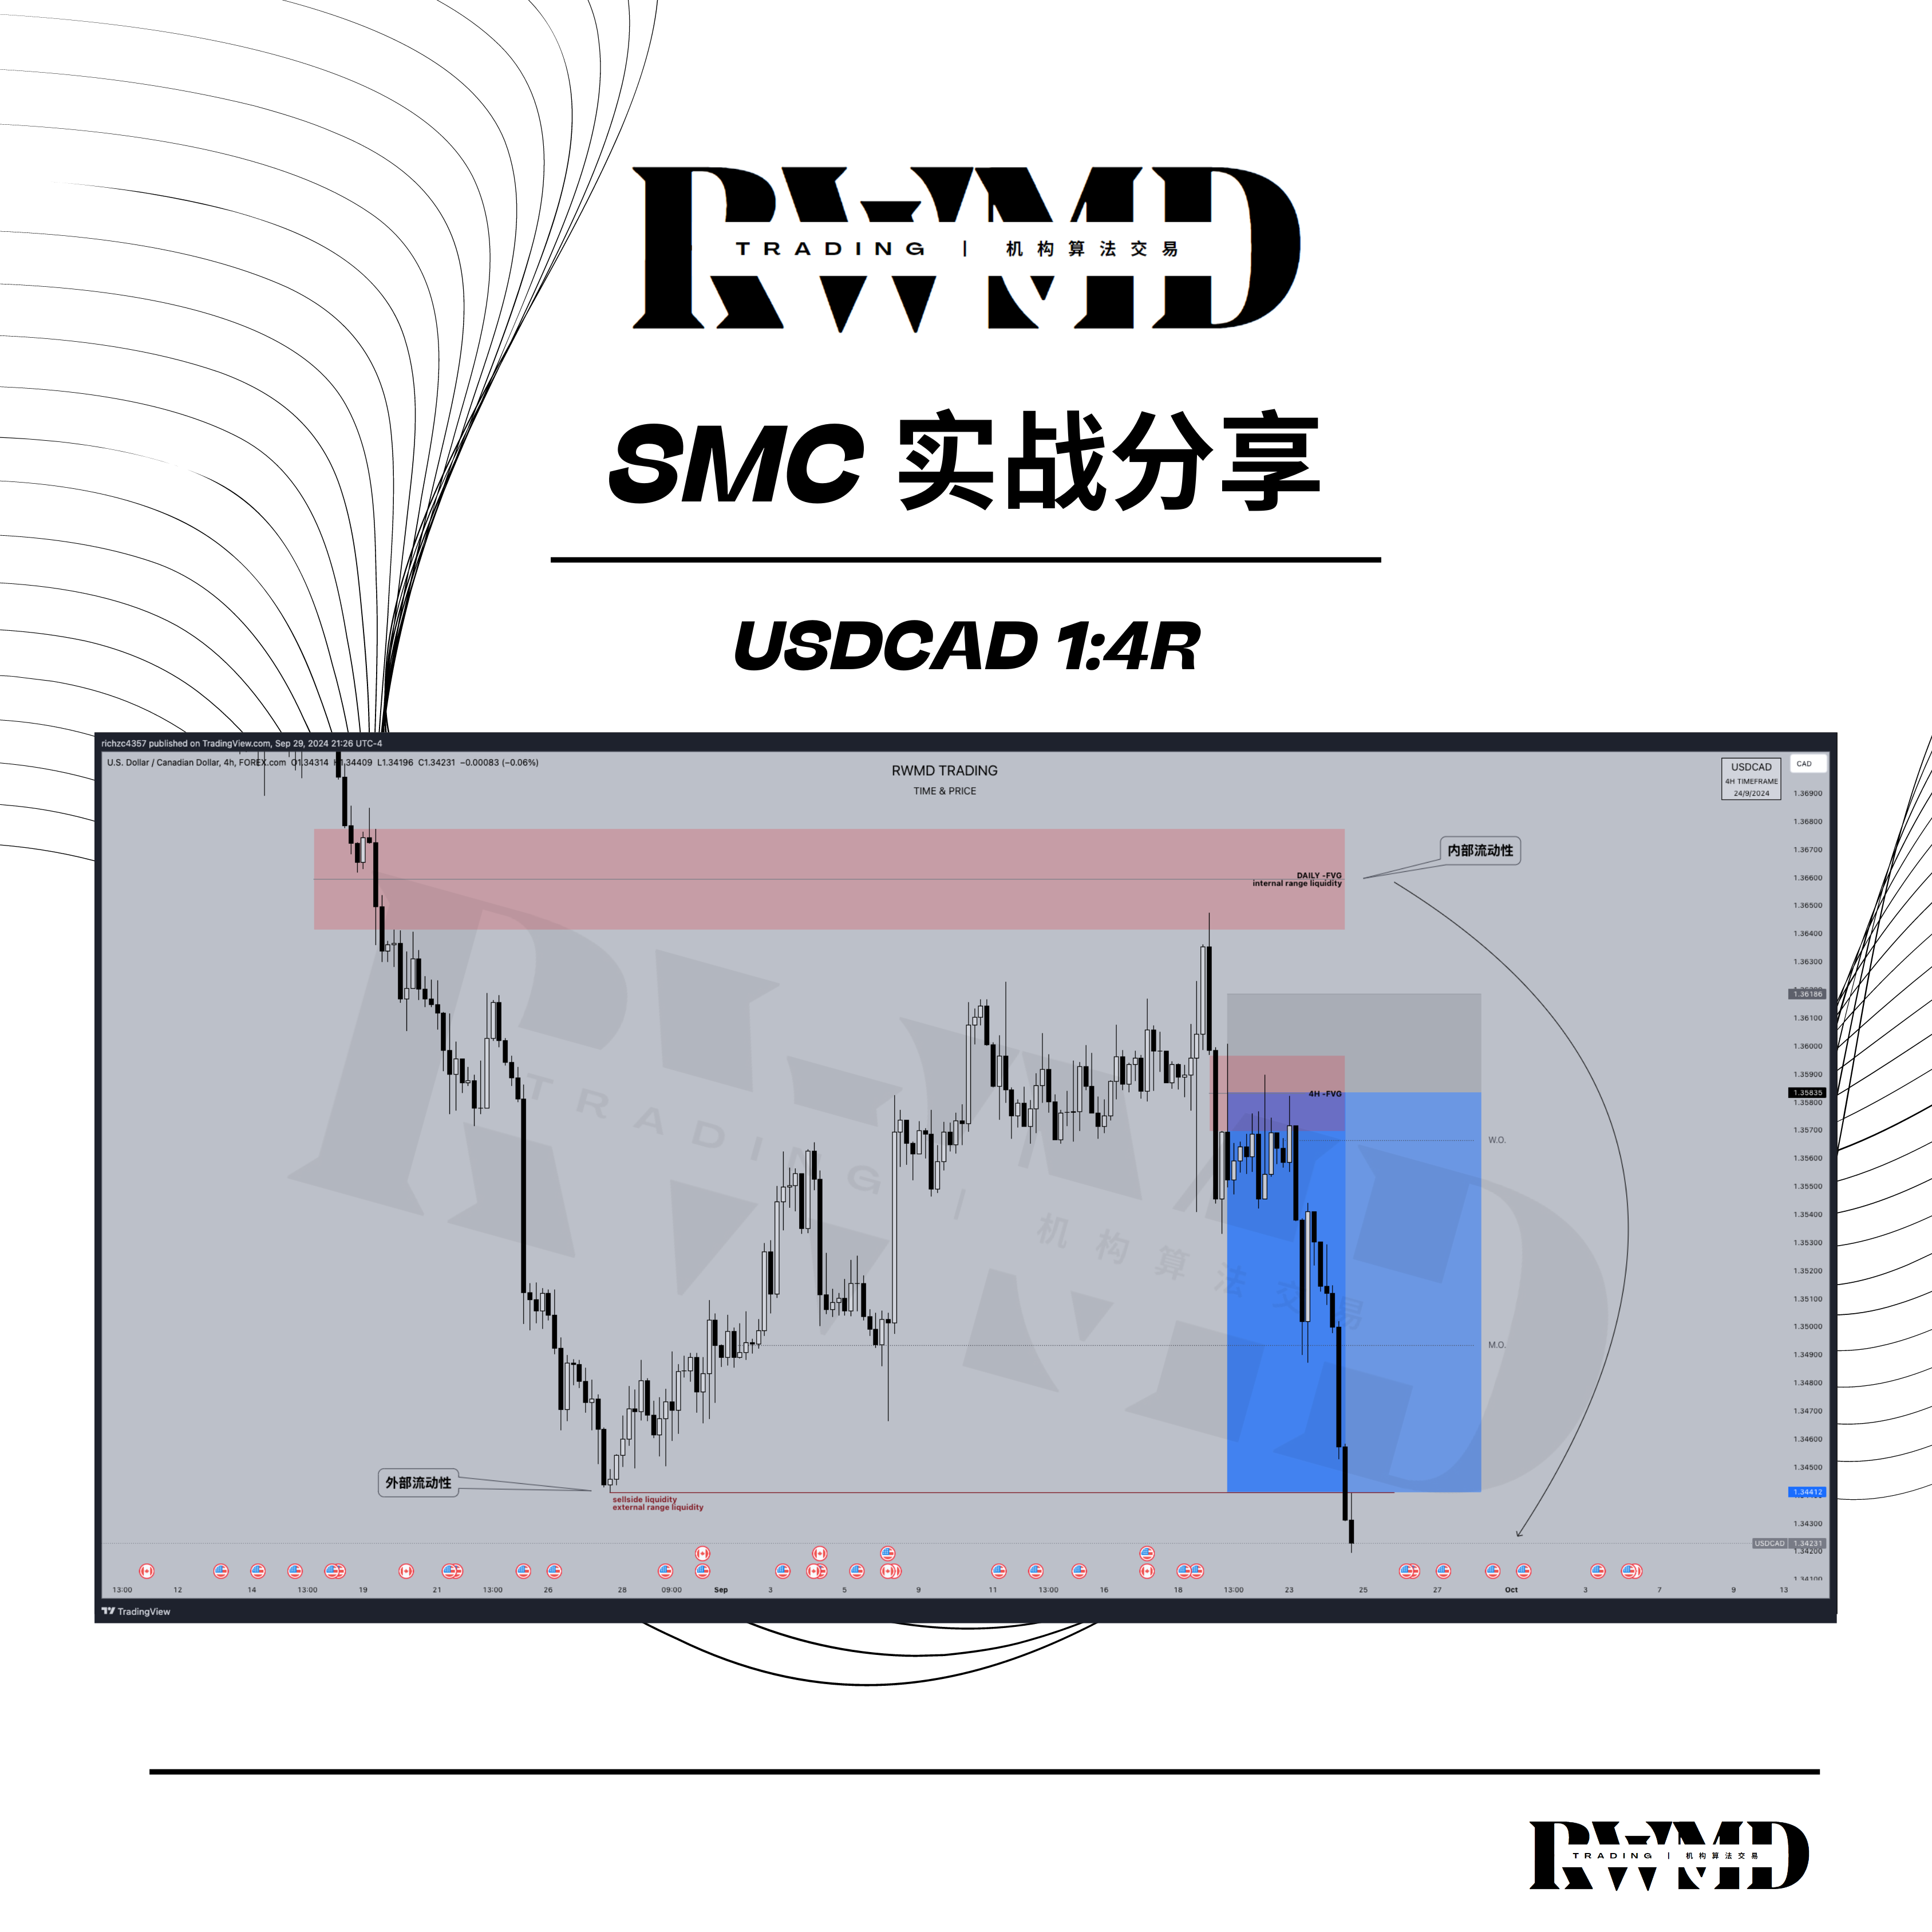 RWMD
TRADING | 机构算法交易
SMC 实战分享
USDCAD 1:4R
richzc4357 published on TradingView.com, Sep 29, 2024 21:26 UTC-4
U.S. Dollar / Canadian Dollar, 4h, FOREX.com O1.34314 H1.34409 L1.34196 C1.34231 −0.00083 (−0.06%)
RWMD TRADING
TIME & PRICE
USDCAD
4H TIMEFRAME
24/9/2024
CAD
1.36900
1.36800
1.36700
1.36600
1.36500
1.36400
1.36300
1.36186
1.36100
1.36000
1.35900
1.35835
1.35800
1.35700
1.35600
1.35500
1.35400
1.35300
1.35200
1.35100
1.35000
1.34900
1.34800
1.34700
1.34600
1.34500
1.34412
1.34300
USDCAD 1.34231
1.34200
1.34100
内部流动性
DAILY -FVG
internal range liquidity
4H -FVG
W.O.
M.O.
外部流动性
sellside liquidity
external range liquidity
RWMD
TRADING | 机构算法交易
13:00 12 14 13:00 19 21 13:00 26 28 09:00 Sep 3 5 9 11 13:00 16 18 13:00 23 25 27 Oct 3 7 9 13
TradingView
RWMD
TRADING | 机构算法交易